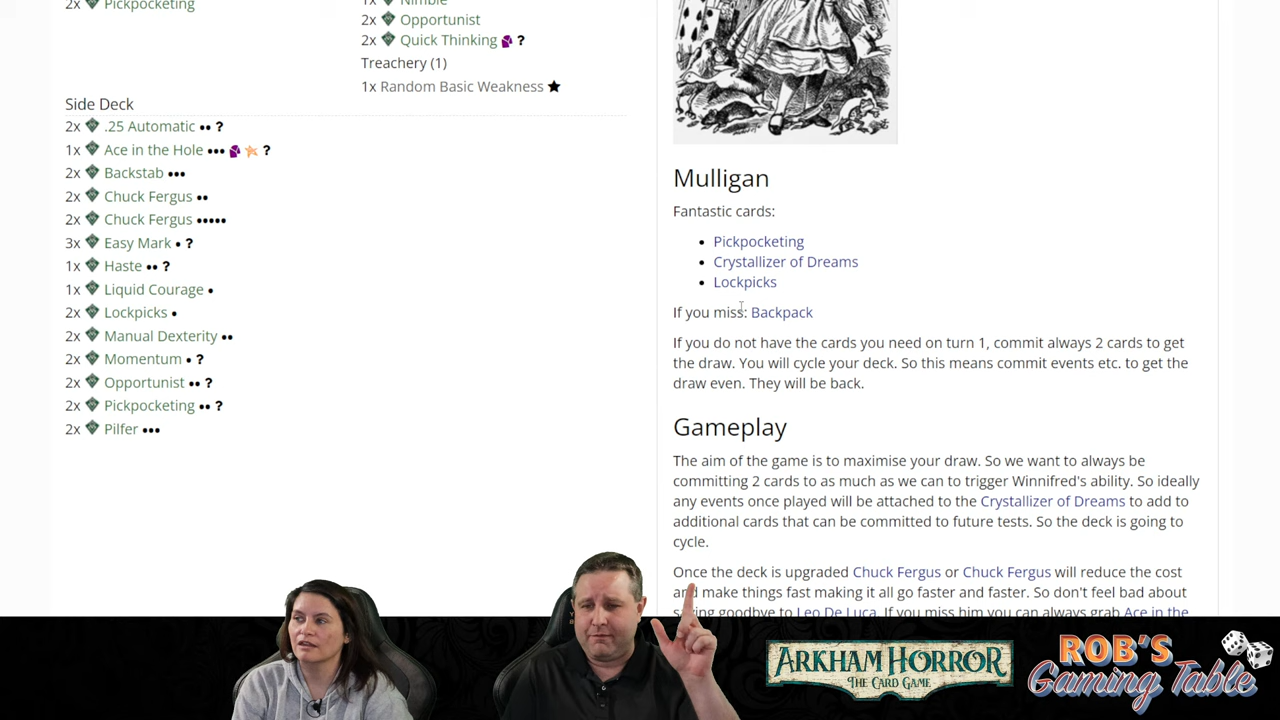 2x Pickpocketing
1x Nimble
2x Opportunist
2x Quick Thinking ?
Treachery (1)
1x Random Basic Weakness ★
Side Deck
2x .25 Automatic •• ?
1x Ace in the Hole ••• ?
2x Backstab •••
2x Chuck Fergus ••
2x Chuck Fergus •••••
3x Easy Mark • ?
1x Haste •• ?
1x Liquid Courage •
2x Lockpicks •
2x Manual Dexterity ••
2x Momentum • ?
2x Opportunist •• ?
2x Pickpocketing •• ?
2x Pilfer •••
Mulligan
Fantastic cards:
• Pickpocketing
• Crystallizer of Dreams
• Lockpicks
If you miss: Backpack
If you do not have the cards you need on turn 1, commit always 2 cards to get
the draw. You will cycle your deck. So this means commit events etc. to get the
draw even. They will be back.
Gameplay
The aim of the game is to maximise your draw. So we want to always be
committing 2 cards to as much as we can to trigger Winnifred's ability. So ideally
any events once played will be attached to the Crystallizer of Dreams to add to
additional cards that can be committed to future tests. So the deck is going to
cycle.
Once the deck is upgraded Chuck Fergus or Chuck Fergus will reduce the cost
and make things fast making it all go faster and faster. So don't feel bad about
saying goodbye to Leo De Luca. If you miss him you can always grab Ace in the
ARKHAM HORROR
THE CARD GAME
ROB'S
Gaming Table